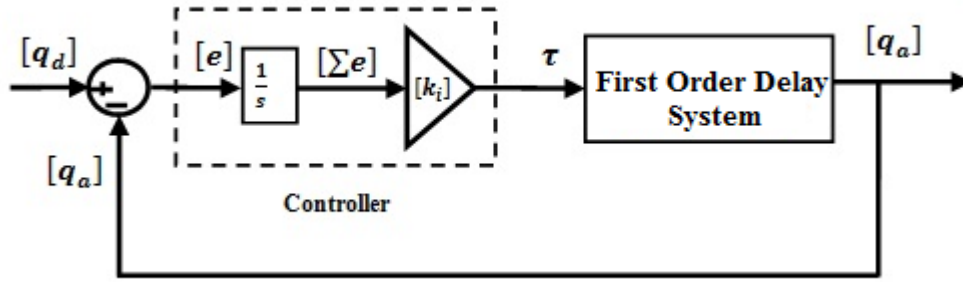 [q_d]
+
−
[e]
1
s
[∑e]
[k_i]
τ
First Order Delay
System
[q_a]
[q_a]
Controller